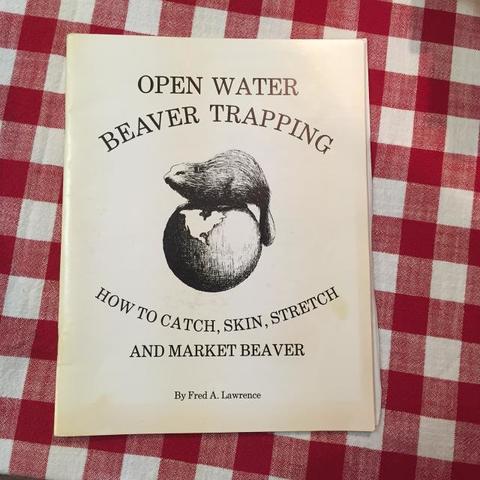 OPEN WATER
BEAVER TRAPPING
HOW TO CATCH, SKIN, STRETCH
AND MARKET BEAVER
By Fred A. Lawrence